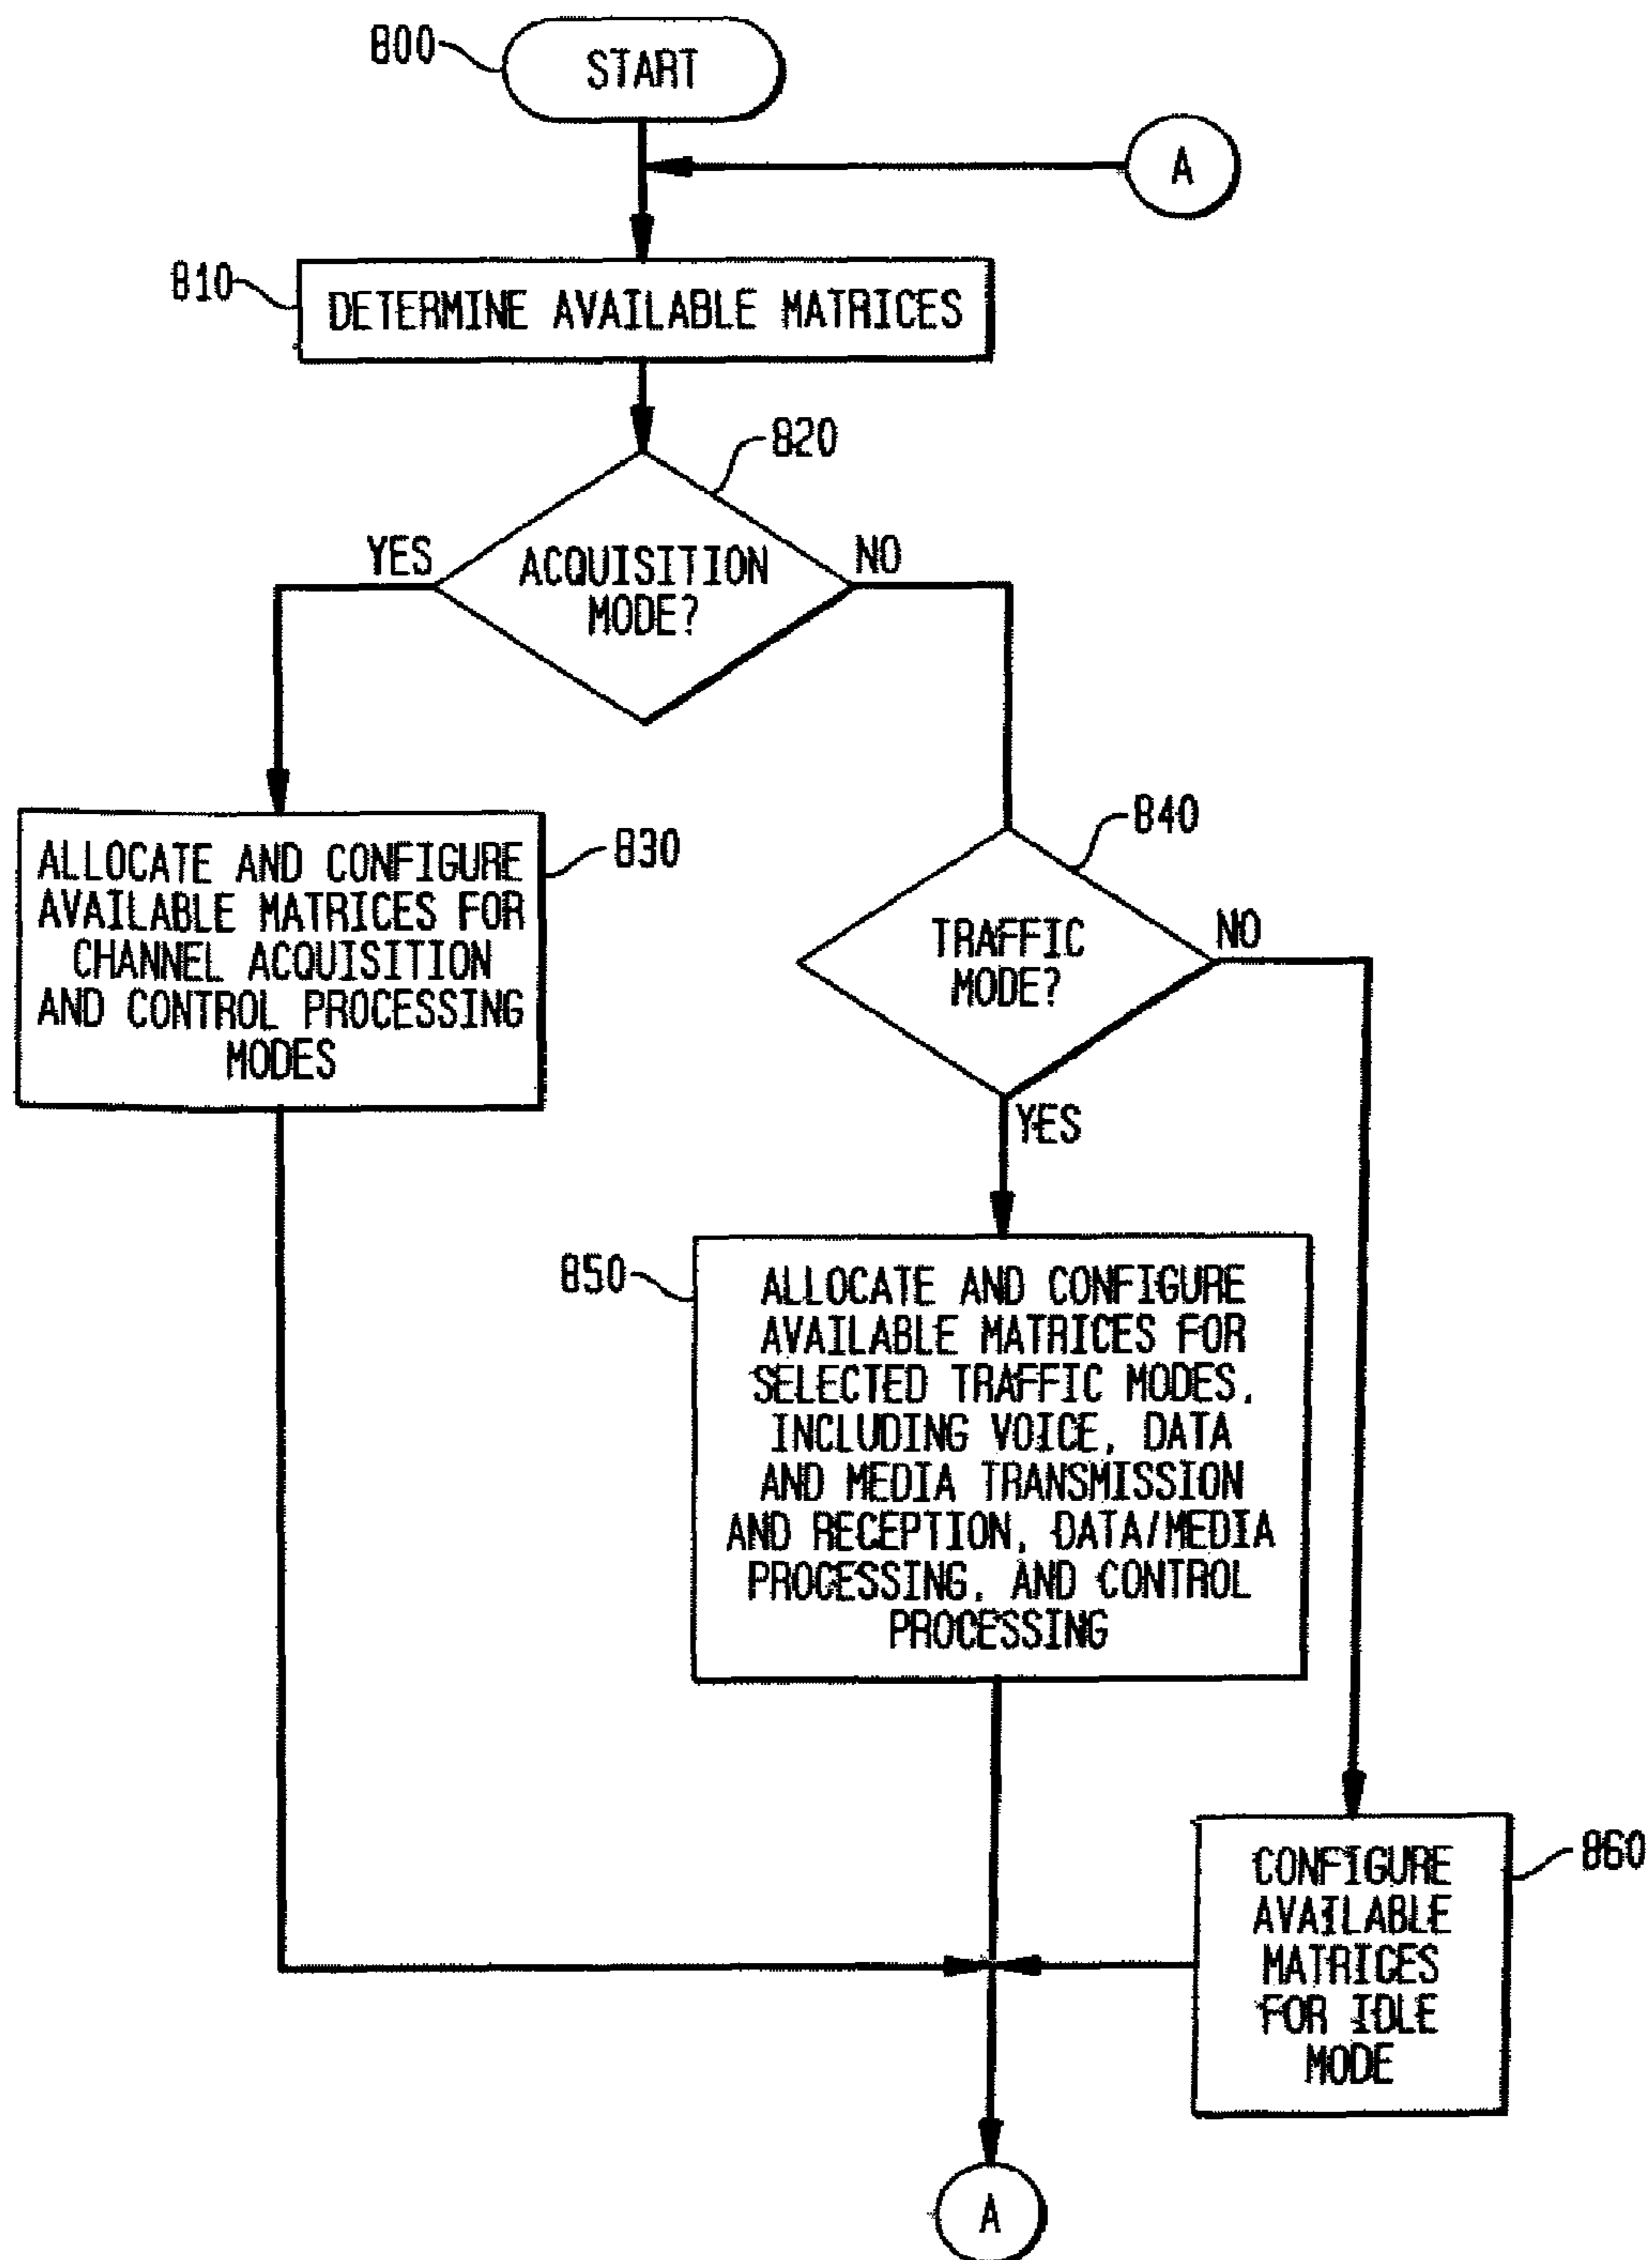 800
START
A
810
DETERMINE AVAILABLE MATRICES
820
YES
ACQUISITION
MODE?
NO
830
ALLOCATE AND CONFIGURE
AVAILABLE MATRICES FOR
CHANNEL ACQUISITION
AND CONTROL PROCESSING
MODES
840
TRAFFIC
MODE?
NO
YES
850
ALLOCATE AND CONFIGURE
AVAILABLE MATRICES FOR
SELECTED TRAFFIC MODES,
INCLUDING VOICE, DATA
AND MEDIA TRANSMISSION
AND RECEPTION, DATA/MEDIA
PROCESSING, AND CONTROL
PROCESSING
860
CONFIGURE
AVAILABLE
MATRICES
FOR IDLE
MODE
A